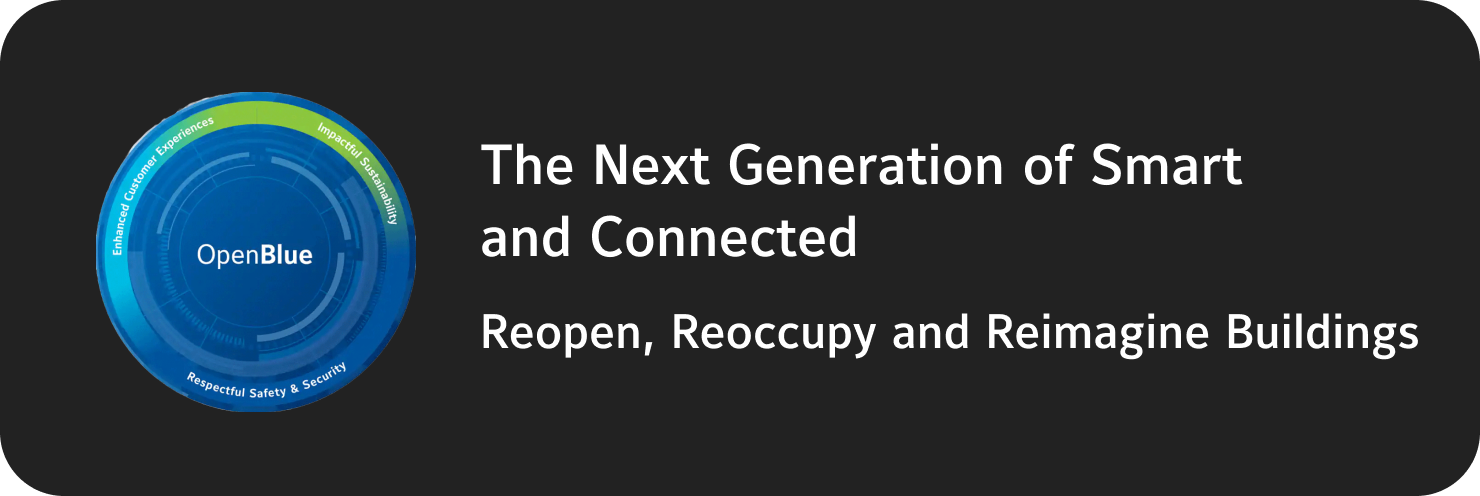 Enhanced Customer Experiences
Impactful Sustainability
OpenBlue
Respectful Safety & Security
The Next Generation of Smart
and Connected
Reopen, Reoccupy and Reimagine Buildings